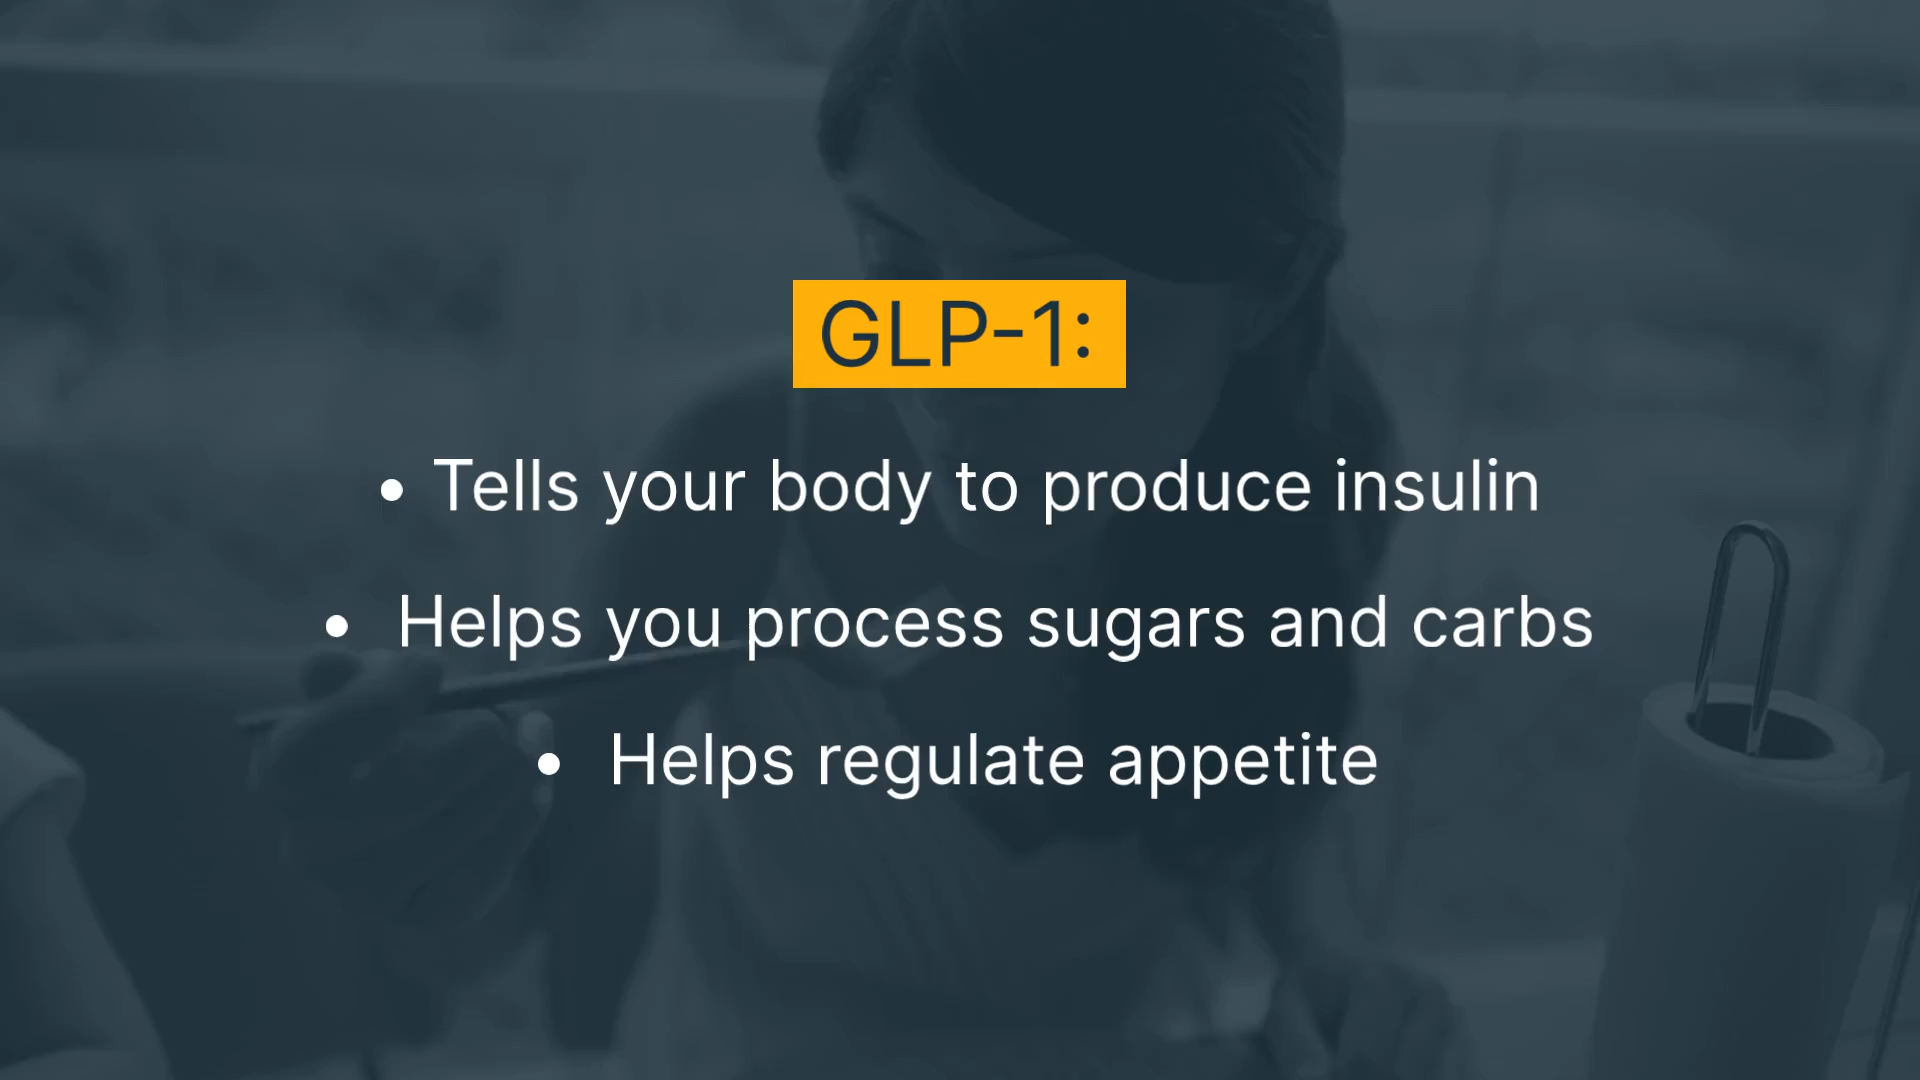 GLP-1:
• Tells your body to produce insulin
• Helps you process sugars and carbs
• Helps regulate appetite